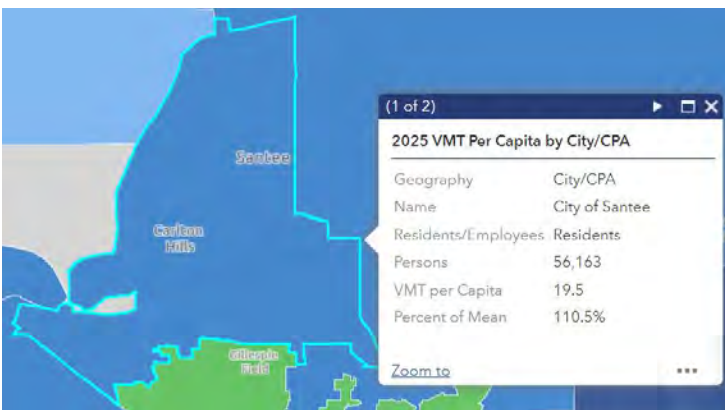 Santee
Carlton
Hills
Gillespie
Field
(1 of 2)
2025 VMT Per Capita by City/CPA
Geography City/CPA
Name City of Santee
Residents/Employees Residents
Persons 56,163
VMT per Capita 19.5
Percent of Mean 110.5%
Zoom to